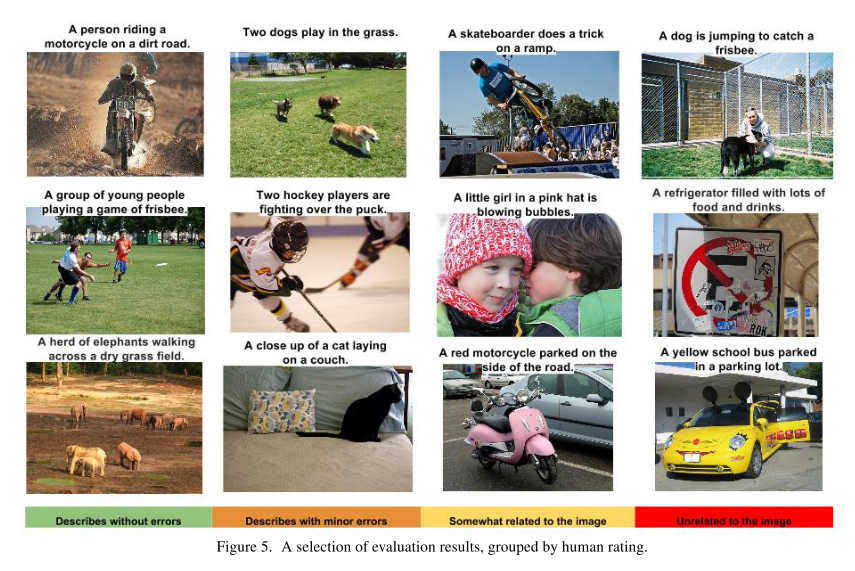 A person riding a
motorcycle on a dirt road.
Two dogs play in the grass.
A skateboarder does a trick
on a ramp.
A dog is jumping to catch a
frisbee.
A group of young people
playing a game of frisbee.
Two hockey players are
fighting over the puck.
A little girl in a pink hat is
blowing bubbles.
A refrigerator filled with lots of
food and drinks.
A herd of elephants walking
across a dry grass field.
A close up of a cat laying
on a couch.
A red motorcycle parked on the
side of the road.
A yellow school bus parked
in a parking lot.
Describes without errors
Describes with minor errors
Somewhat related to the image
Unrelated to the image
Figure 5. A selection of evaluation results, grouped by human rating.